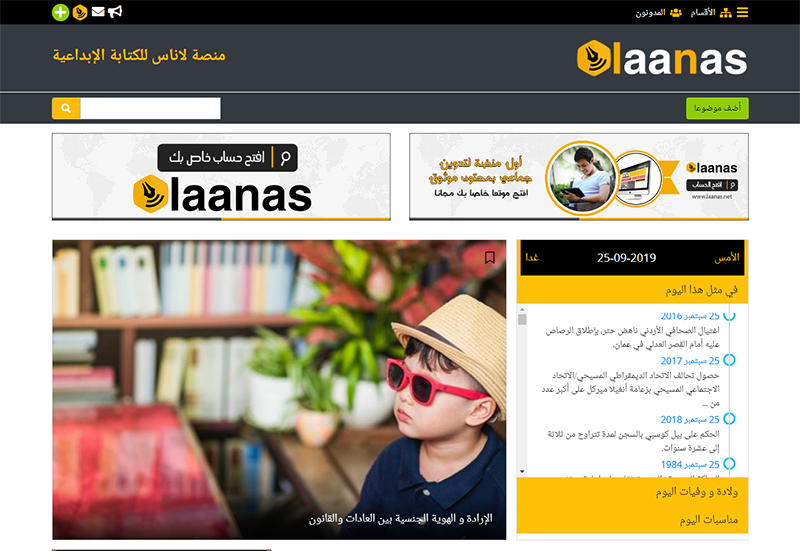 الأقسام
المدونون
laanas
منصة لاناس للكتابة الإبداعية
أضف موضوعا
laanas
افتح الحساب
www.laanas.net
أول منصة لتدوين
جماعي بمحتوى موثوق
افتح موقعا خاصا بك مجانا
افتح حساب خاص بك
laanas
الأمس
25-09-2019
غدا
في مثل هذا اليوم
25 سبتمبر 2016
اغتيال الصحافي الأردني ناهض حتر، بإطلاق الرصاص
عليه أمام القصر العدلي في عمان.
25 سبتمبر 2017
حصول تحالف الاتحاد الديمقراطي المسيحي/الاتحاد
الاجتماعي المسيحي بزعامة أنغيلا ميركل على أكبر عدد
من ...
25 سبتمبر 2018
الحكم على بيل كوسبي بالسجن لمدة تتراوح من ثلاثة
إلى عشرة سنوات.
25 سبتمبر 1984
ولادة و وفيات اليوم
مناسبات اليوم
الإرادة و الهوية الجنسية بين العادات والقانون